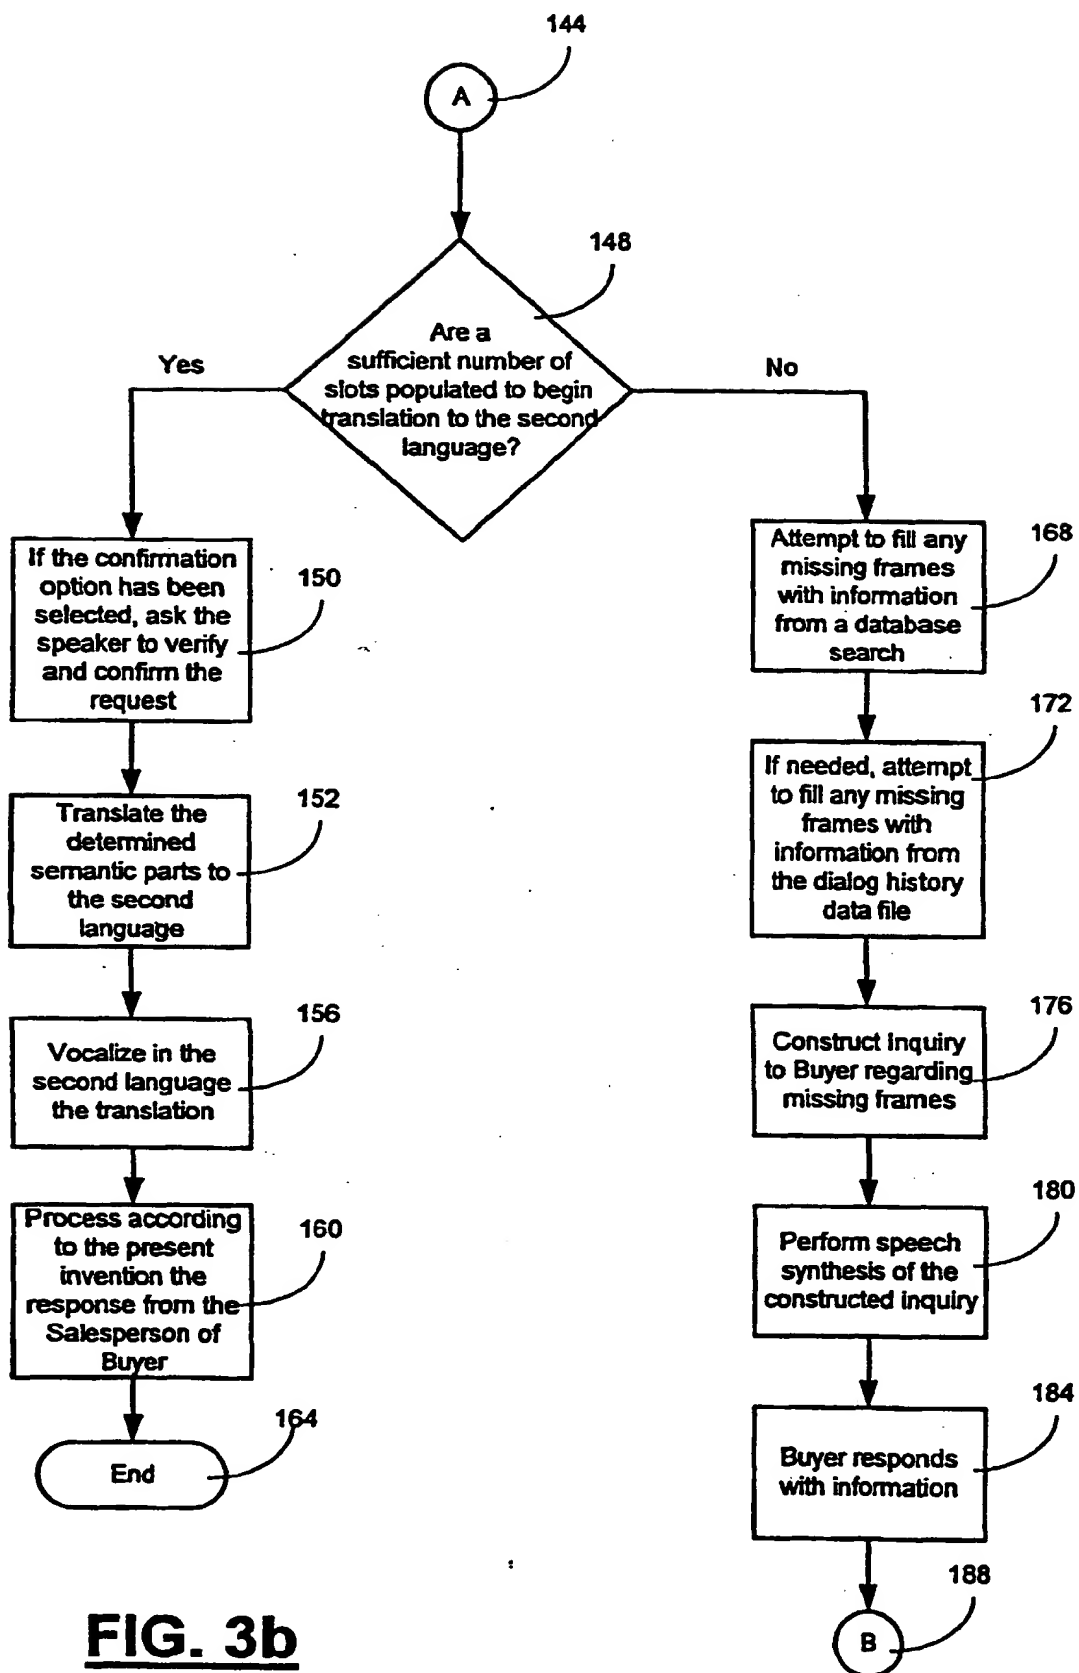 144
A
148
Are a
sufficient number of
slots populated to begin
translation to the second
language?
Yes
No
If the confirmation
option has been
selected, ask the
speaker to verify
and confirm the
request
150
Translate the
determined
semantic parts to
the second
language
152
Vocalize in the
second language
the translation
156
Process according
to the present
invention the
response from the
Salesperson of
Buyer
160
End
164
Attempt to fill any
missing frames
with information
from a database
search
168
If needed, attempt
to fill any missing
frames with
information from
the dialog history
data file
172
Construct Inquiry
to Buyer regarding
missing frames
176
Perform speech
synthesis of the
constructed inquiry
180
Buyer responds
with information
184
188
B
FIG. 3b